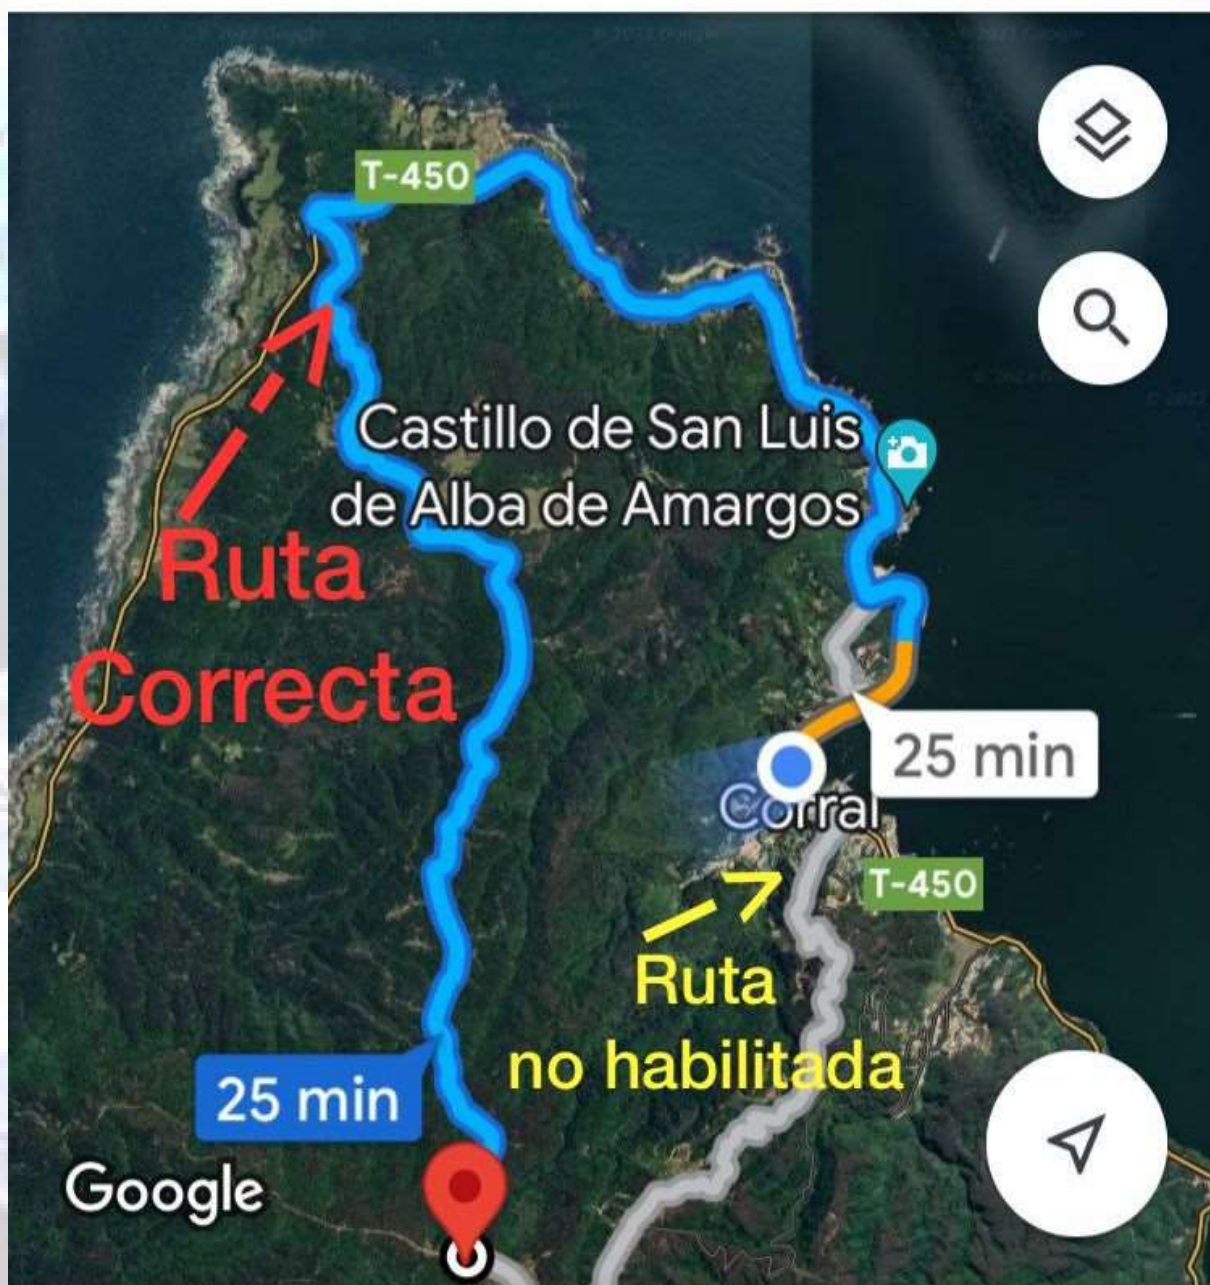 T-450
Castillo de San Luis
de Alba de Amargos
Ruta
Correcta
25 min
Corral
T-450
Ruta
no habilitada
25 min
Google